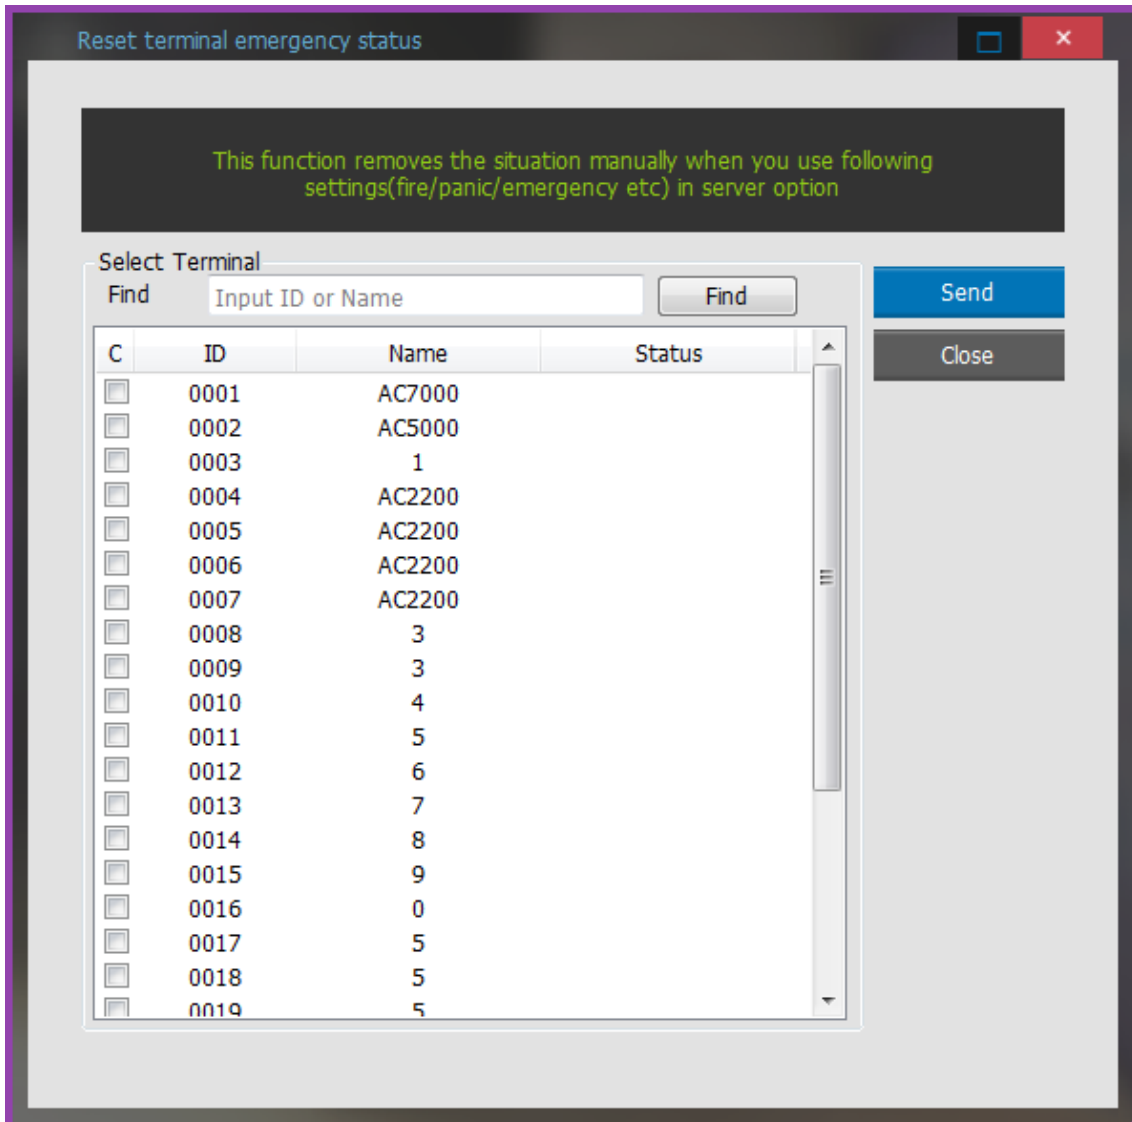 Reset terminal emergency status
This function removes the situation manually when you use following
settings(fire/panic/emergency etc) in server option
Select Terminal
Find Input ID or Name Find
Send
Close
C ID Name Status
0001 AC7000
0002 AC5000
0003 1
0004 AC2200
0005 AC2200
0006 AC2200
0007 AC2200
0008 3
0009 3
0010 4
0011 5
0012 6
0013 7
0014 8
0015 9
0016 0
0017 5
0018 5
0019 5